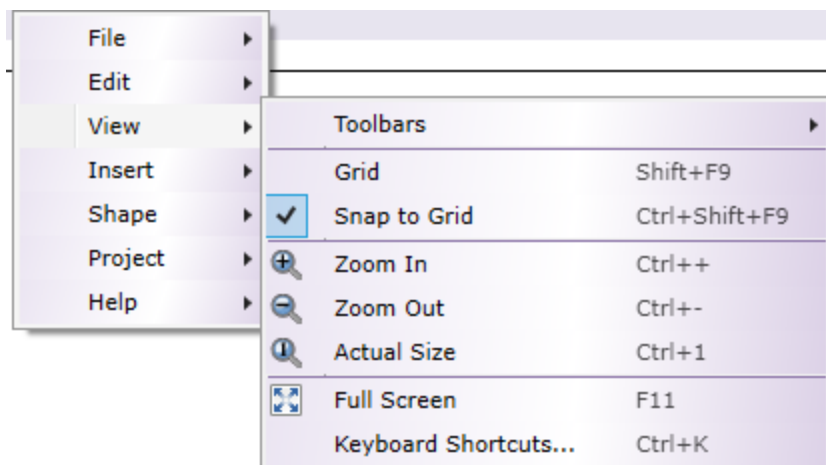 File
Edit
View
Insert
Shape
Project
Help
Toolbars
Grid Shift+F9
Snap to Grid Ctrl+Shift+F9
Zoom In Ctrl++
Zoom Out Ctrl+-
Actual Size Ctrl+1
Full Screen F11
Keyboard Shortcuts... Ctrl+K